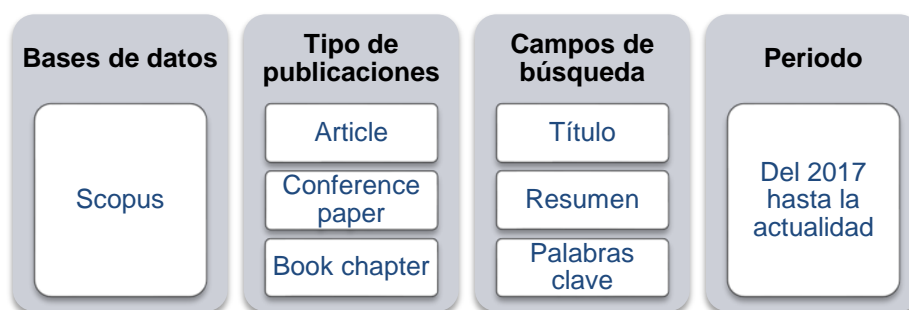 Bases de datos
Scopus
Tipo de
publicaciones
Article
Conference
paper
Book chapter
Campos de
búsqueda
Título
Resumen
Palabras
clave
Periodo
Del 2017
hasta la
actualidad